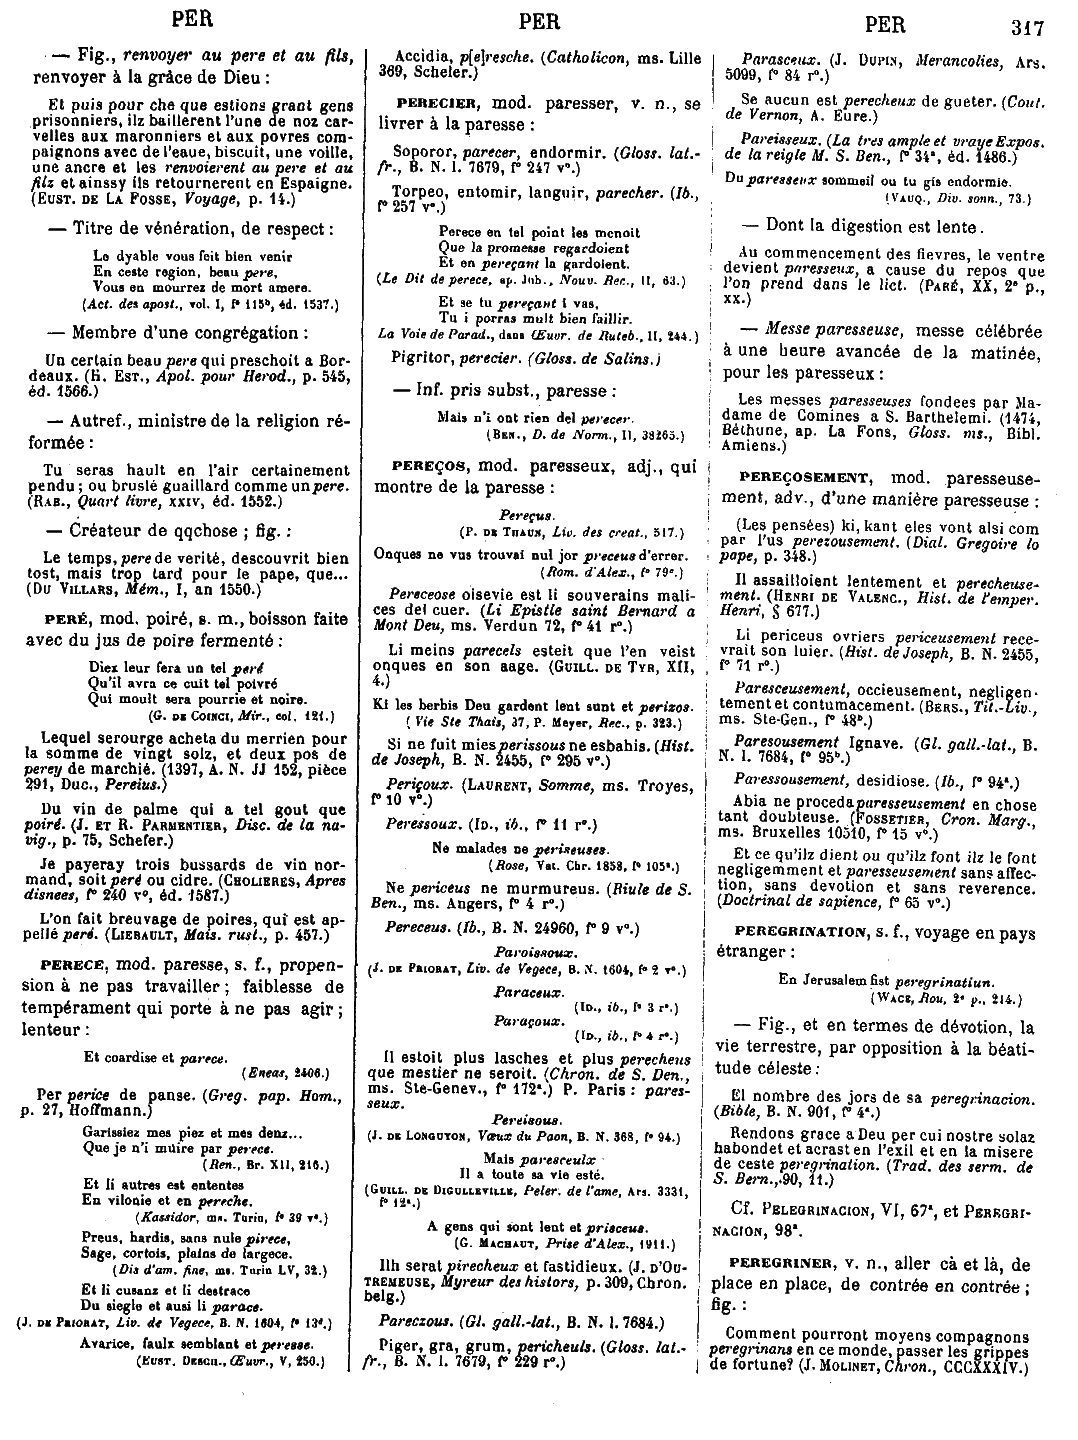 PER
PER
PER 317
— Fig., renvoyer au pere et au fils,
renvoyer à la grâce de Dieu :
Et puis pour che que estions grant gens
prisonniers, ilz baillerent l'une de noz car-
velles aux maronniers et aux povres com-
paignons avec de l'eaue, biscuit, une voille,
une ancre et les renvoierent au pere et au
filz et ainssy ils retournerent en Espaigne.
(EUST. DE LA FOSSE, Voyage, p. 14.)
— Titre de vénération, de respect :
Le dyable vous soit bien venir
En ceste region, beau pere,
Vous en mourrez de mort amere.
(Act. des apost., vol. I, f° 115ᵇ, éd. 1537.)
— Membre d'une congrégation :
Un certain beau pere qui preschoit a Bor-
deaux. (H. EST., Apol. pour Herod., p. 545,
éd. 1566.)
— Autref., ministre de la religion ré-
formée :
Tu seras hault en l'air certainement
pendu ; ou bruslé guaillard comme un pere.
(RAB., Quart livre, XXIV, éd. 1552.)
— Créateur de qqchose ; fig. :
Le temps, pere de verité, descouvrit bien
tost, mais trop tard pour le pape, que...
(DU VILLARS, Mém., I, an 1550.)
PERÉ, mod. poiré, s. m., boisson faite
avec du jus de poire fermenté :
Diex leur fera un tel peré
Qu'il avra ce cuit tel poivré
Qui moult sera pourrie et noire.
(G. DE COINCI, Mir., col. 121.)
Lequel serourge acheta du merrien pour
la somme de vingt solz, et deux pos de
perey de marchié. (1397, A. N. JJ 152, pièce
291, Duc., Pereius.)
Du vin de palme qui a tel gout que
poiré. (J. ET R. PARMENTIER, Disc. de la na-
vig., p. 75, Schefer.)
Je payeray trois bussards de vin nor-
mand, soit peré ou cidre. (CHOLIERES, Apres
disnees, f° 240 v°, éd. 1587.)
L'on fait breuvage de poires, qui est ap-
pellé peré. (LIEBAULT, Mais. rust., p. 457.)
PERECE, mod. paresse, s. f., propen-
sion à ne pas travailler ; faiblesse de
tempérament qui porte à ne pas agir ;
lenteur :
Et coardise et parece.
(Eneas, 2406.)
Per perice de panse. (Greg. pap. Hom.,
p. 27, Hoffmann.)
Garissiez mes piez et mes denz...
Que je n'i muire par perece.
(Ren., Br. XII, 216.)
Et li autres est ententes
En vilonie et en pereche.
(Kassidor, ms. Turin, f° 39 v°.)
Preus, hardis, sans nule pirece,
Sage, cortois, plains de largece.
(Dis d'am. fine, ms. Turin LV, 32.)
Et li cusanz et li destrece
Du siegle et ausi li parace.
(J. DE PRIORAT, Liv. de Vegece, B. N. 1604, f° 13ᵈ.)
Avarice, faulx semblant et peresse.
(EUST. DESCH., Œuvr., V, 250.)
Accidia, p[e]resche. (Catholicon, ms. Lille
369, Scheler.)
PERECIER, mod. paresser, v. n., se
livrer à la paresse :
Soporor, parecer, endormir. (Gloss. lat.-
fr., B. N. l. 7679, f° 247 v°.)
Torpeo, entomir, languir, parecher. (Ib.,
f° 257 v°.)
Perece en tel point les menoit
Que la promesse regardoient
Et en pereçant la gardoient.
(Le Dit de perece, ap. Jub., Nouv. Rec., II, 63.)
Et se tu pereçant i vas,
Tu i porras mult bien faillir.
La Voie de Parad., dans Œuvr. de Ruteb., II, 244.)
Pigritor, perecier. (Gloss. de Salins.)
— Inf. pris subst., paresse :
Mais n'i ont rien del perecer.
(BEN., D. de Norm., II, 38265.)
PEREÇOS, mod. paresseux, adj., qui
montre de la paresse :
Pereçus.
(P. DE THAUN, Liv. des creat., 517.)
Onques ne vus trouvai nul jor preceus d'errer.
(Rom. d'Alex., f° 79ᶜ.)
Pereceose oisevie est li souverains mali-
ces del cuer. (Li Epistle saint Bernard a
Mont Deu, ms. Verdun 72, f° 41 r°.)
Li meins parecels esteit que l'en veist
onques en son aage. (GUILL. DE TYR, XII,
4.)
Ki les berbis Deu gardent lent sunt et perizos.
(Vie Ste Thais, 37, P. Meyer, Rec., p. 323.)
Si ne fuit mies perissous ne esbahis. (Hist.
de Joseph, B. N. 2455, f° 295 v°.)
Periçoux. (LAURENT, Somme, ms. Troyes,
f° 10 v°.)
Peressoux. (ID., ib., f° 11 r°.)
Ne malades ne periseuses.
(Rose, Vat. Chr. 1858, f° 105ᵃ.)
Ne periceus ne murmureus. (Riule de S.
Ben., ms. Angers, f° 4 r°.)
Pereceus. (Ib., B. N. 24960, f° 9 v°.)
Paroissoux.
(J. DE PRIORAT, Liv. de Vegece, B. N. 1604, f° 2 v°.)
Paraceux.
(ID., ib., f° 3 r°.)
Paraçoux.
(ID., ib., f° 4 r°.)
Il estoit plus lasches et plus perecheus
que mestier ne seroit. (Chron. de S. Den.,
ms. Ste-Genev., f° 172ᵃ.) P. Paris : pares-
seux.
Pereisous.
(J. DE LONGUYON, Vœux du Paon, B. N. 368, f° 94.)
Mais paresceulx
Il a toute sa vie esté.
(GUILL. DE DIGULLEVILLE, Peler. de l'ame, Ars. 3331,
f° 12ᵃ.)
A gens qui sont lent et prisceus.
(G. MACHAUT, Prise d'Alex., 1911.)
Ilh serat pirecheux et fastidieux. (J. D'OU-
TREMEUSE, Myreur des histors, p. 309, Chron.
belg.)
Pareczous. (Gl. gall.-lat., B. N. l. 7684.)
Piger, gra, grum, pericheuls. (Gloss. lat.-
fr., B. N. l. 7679, f° 229 r°.)
Parasceux. (J. DUPIN, Merancolies, Ars.
5099, f° 84 r°.)
Se aucun est perecheux de gueter. (Cout.
de Vernon, A. Eure.)
Pareisseux. (La tres ample et vraye Expos.
de la reigle M. S. Ben., f° 34ᵃ, éd. 1486.)
Du paresseux sommeil ou tu gis endormie.
(VAUQ., Div. sonn., 73.)
— Dont la digestion est lente.
Au commencement des fievres, le ventre
devient paresseux, a cause du repos que
l'on prend dans le lict. (PARÉ, XX, 2ᵉ p.,
XX.)
— Messe paresseuse, messe célébrée
à une heure avancée de la matinée,
pour les paresseux :
Les messes paresseuses fondees par Ma-
dame de Comines a S. Barthelemi. (1474,
Béthune, ap. La Fons, Gloss. ms., Bibl.
Amiens.)
PEREÇOSEMENT, mod. paresseuse-
ment, adv., d'une manière paresseuse :
(Les pensées) ki, kant eles vont alsi com
par l'us perezousement. (Dial. Gregoire lo
pape, p. 348.)
Il assailloient lentement et perecheuse-
ment. (HENRI DE VALENC., Hist. de l'emper.
Henri, § 677.)
Li periceus ovriers periceusement rece-
vrait son luier. (Hist. de Joseph, B. N. 2455,
f° 71 r°.)
Paresceusement, occieusement, negligen-
tement et contumacement. (BERS., Tit.-Liv.,
ms. Ste-Gen., f° 48ᵇ.)
Paresousement Ignave. (Gl. gall.-lat., B.
N. l. 7684, f° 95ᵇ.)
Paressousement, desidiose. (Ib., f° 94ᵃ.)
Abia ne proceda paresseusement en chose
tant doubteuse. (FOSSETIER, Cron. Marg.,
ms. Bruxelles 10510, f° 15 v°.)
Et ce qu'ilz dient ou qu'ilz font ilz le font
negligemment et paresseusement sans affec-
tion, sans devotion et sans reverence.
(Doctrinal de sapience, f° 65 v°.)
PEREGRINATION, s. f., voyage en pays
étranger :
En Jerusalem fist peregrinatiun.
(WACE, Rou, 2ᵉ p., 214.)
— Fig., et en termes de dévotion, la
vie terrestre, par opposition à la béati-
tude céleste :
El nombre des jors de sa peregrinacion.
(Bible, B. N. 901, f° 4ᵃ.)
Rendons grace a Deu per cui nostre solaz
habondet et acrast en l'exil et en la misere
de ceste peregrination. (Trad. des serm. de
S. Bern., 90, 11.)
Cf. PELEGRINACION, VI, 67ᵃ, et PEREGRI-
NACION, 98ᵃ.
PEREGRINER, v. n., aller çà et là, de
place en place, de contrée en contrée ;
fig. :
Comment pourront moyens compagnons
peregrinans en ce monde, passer les grippes
de fortune? (J. MOLINET, Chron., CCCXXXIV.)